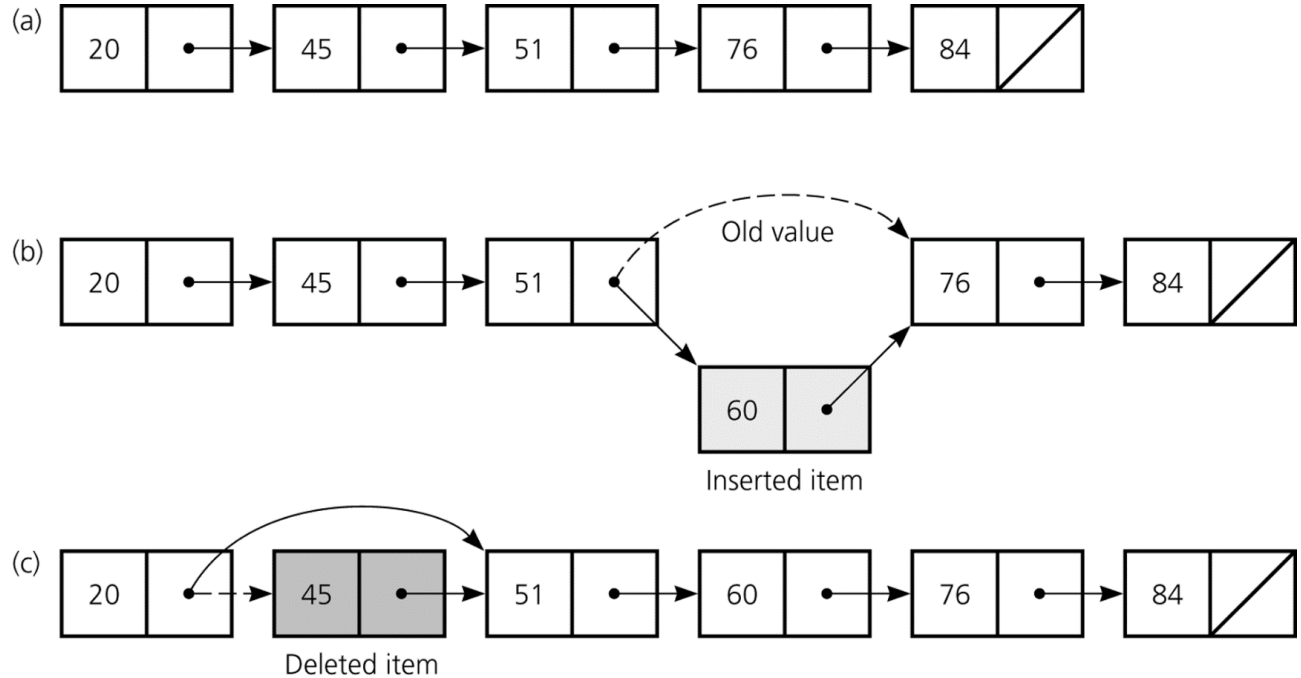 (a) 20 45 51 76 84
Old value
(b) 20 45 51 76 84
60
Inserted item
(c) 20 45 51 60 76 84
Deleted item